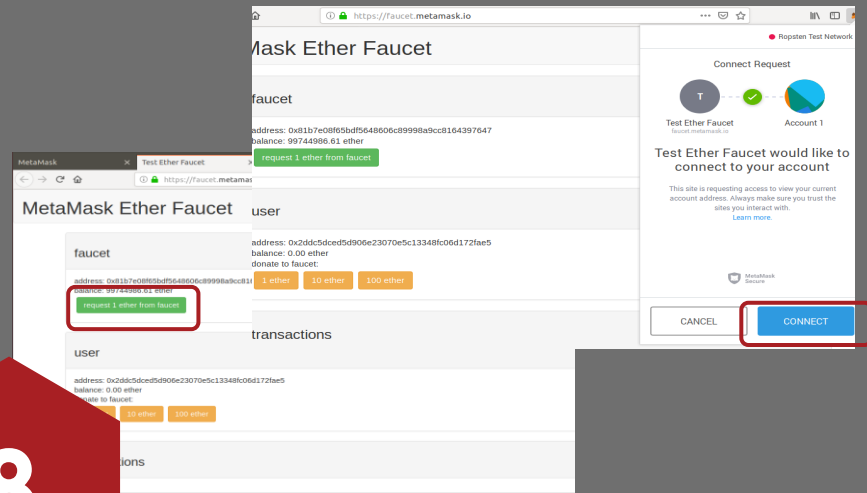 https://faucet.metamask.io
Mask Ether Faucet
faucet
address: 0x81b7e08f65bdf5648606c89998a9cc8164397647
balance: 99744986.61 ether
request 1 ether from faucet
user
address: 0x2ddc5dced5d906e23070e5c13348fc06d172fae5
balance: 0.00 ether
donate to faucet:
1 ether
10 ether
100 ether
transactions
Ropsten Test Network
Connect Request
T
Test Ether Faucet
faucet.metamask.io
Account 1
Test Ether Faucet would like to
connect to your account
This site is requesting access to view your current
account address. Always make sure you trust the
sites you interact with.
Learn more.
MetaMask
Secure
CANCEL
CONNECT
MetaMask
Test Ether Faucet
https://faucet.metamas
MetaMask Ether Faucet
faucet
address: 0x81b7e08f65bdf5648606c89998a9cc816
balance: 99744986.61 ether
request 1 ether from faucet
user
address: 0x2ddc5dced5d906e23070e5c13348fc06d172fae5
balance: 0.00 ether
nate to faucet:
10 ether
100 ether
ions